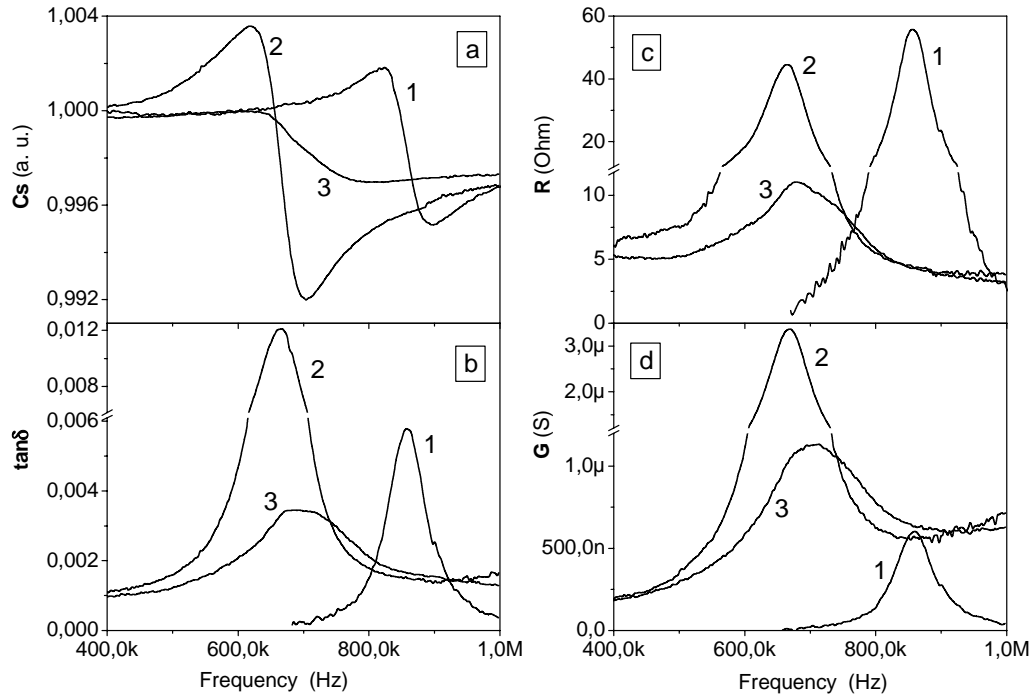 1,004
1,000
0,996
0,992
Cs (a. u.)
a
1
2
3
60
40
20
10
5
0
R (Ohm)
c
1
2
3
0,012
0,010
0,008
0,006
0,004
0,002
0,000
tanδ
b
1
2
3
400,0k 600,0k 800,0k 1,0M
Frequency (Hz)
3,0µ
2,0µ
1,0µ
500,0n
0,0
G (S)
d
1
2
3
400,0k 600,0k 800,0k 1,0M
Frequency (Hz)